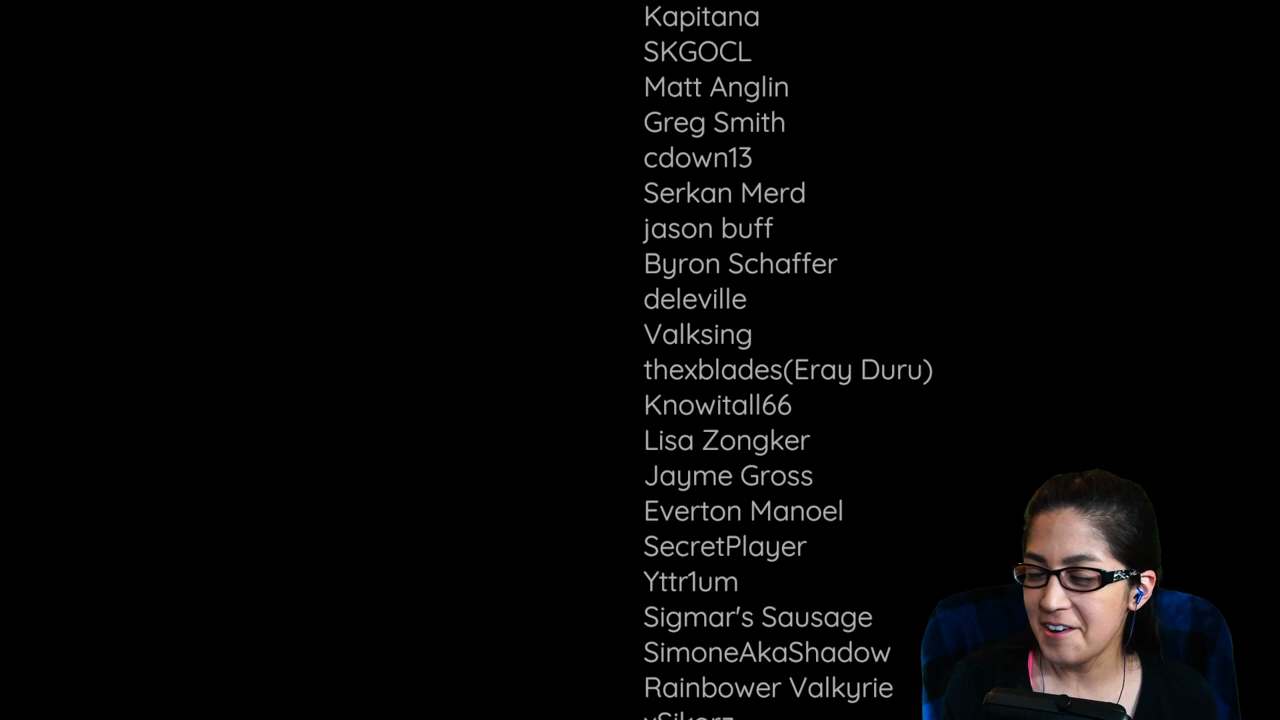 Kapitana
SKGOCL
Matt Anglin
Greg Smith
cdown13
Serkan Merd
jason buff
Byron Schaffer
deleville
Valksing
thexblades(Eray Duru)
Knowitall66
Lisa Zongker
Jayme Gross
Everton Manoel
SecretPlayer
Yttr1um
Sigmar's Sausage
SimoneAkaShadow
Rainbower Valkyrie